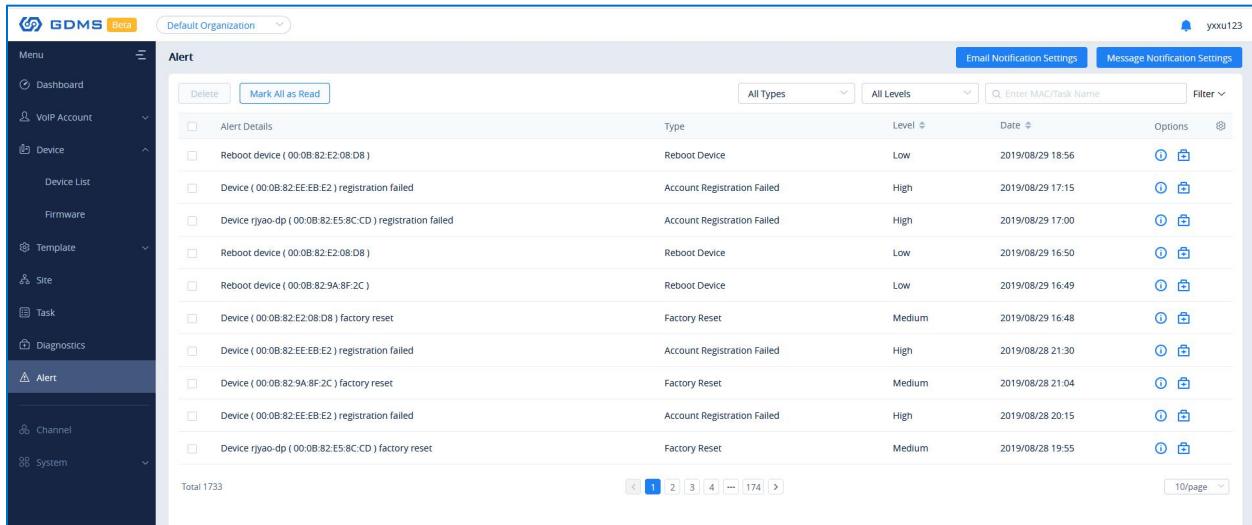 GDMS Beta Default Organization yxxu123
Menu
Dashboard
VoIP Account
Device
Device List
Firmware
Template
Site
Task
Diagnostics
Alert
Channel
System
Alert Email Notification Settings Message Notification Settings
Delete Mark All as Read All Types All Levels Enter MAC/Task Name Filter
Alert Details Type Level Date Options
Reboot device ( 00:0B:82:E2:08:D8 ) Reboot Device Low 2019/08/29 18:56
Device ( 00:0B:82:EE:EB:E2 ) registration failed Account Registration Failed High 2019/08/29 17:15
Device rjyao-dp ( 00:0B:82:E5:8C:CD ) registration failed Account Registration Failed High 2019/08/29 17:00
Reboot device ( 00:0B:82:E2:08:D8 ) Reboot Device Low 2019/08/29 16:50
Reboot device ( 00:0B:82:9A:8F:2C ) Reboot Device Low 2019/08/29 16:49
Device ( 00:0B:82:E2:08:D8 ) factory reset Factory Reset Medium 2019/08/29 16:48
Device ( 00:0B:82:EE:EB:E2 ) registration failed Account Registration Failed High 2019/08/28 21:30
Device ( 00:0B:82:9A:8F:2C ) factory reset Factory Reset Medium 2019/08/28 21:04
Device ( 00:0B:82:EE:EB:E2 ) registration failed Account Registration Failed High 2019/08/28 20:15
Device rjyao-dp ( 00:0B:82:E5:8C:CD ) factory reset Factory Reset Medium 2019/08/28 19:55
Total 1733 < 1 2 3 4 ••• 174 > 10/page